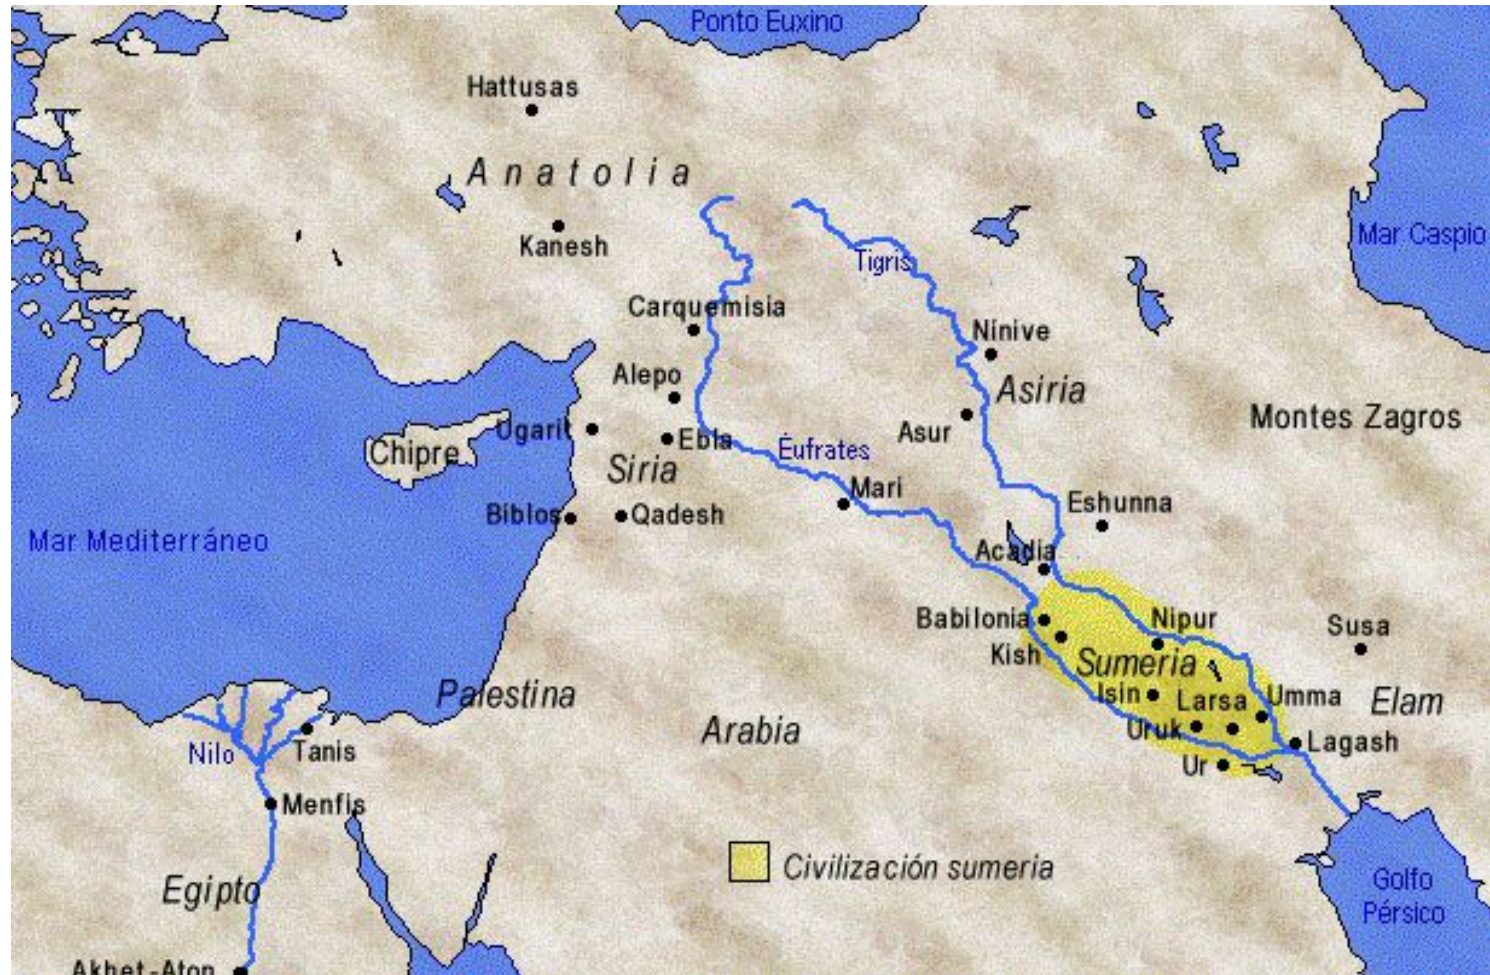 Ponto Euxino
Hattusas
Anatolia
Kanesh
Mar Caspio
Tigris
Carquemisia
Nínive
Alepo
Asiria
Montes Zagros
Asur
Ugarit
Ebla
Chipre
Éufrates
Siria
Mari
Eshunna
Biblos
Qadesh
Mar Mediterráneo
Acadia
Babilonia
Nipur
Susa
Kish
Sumeria
Palestina
Isin
Larsa
Umma
Elam
Arabia
Uruk
Lagash
Nilo
Tanis
Ur
Menfis
Civilización sumeria
Egipto
Golfo
Pérsico
Akhet-Aton